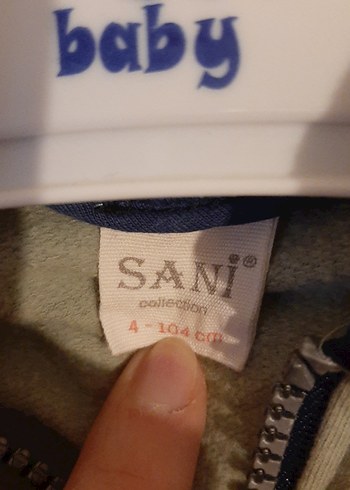 baby
SANİ®
collection
4 - 104 cm